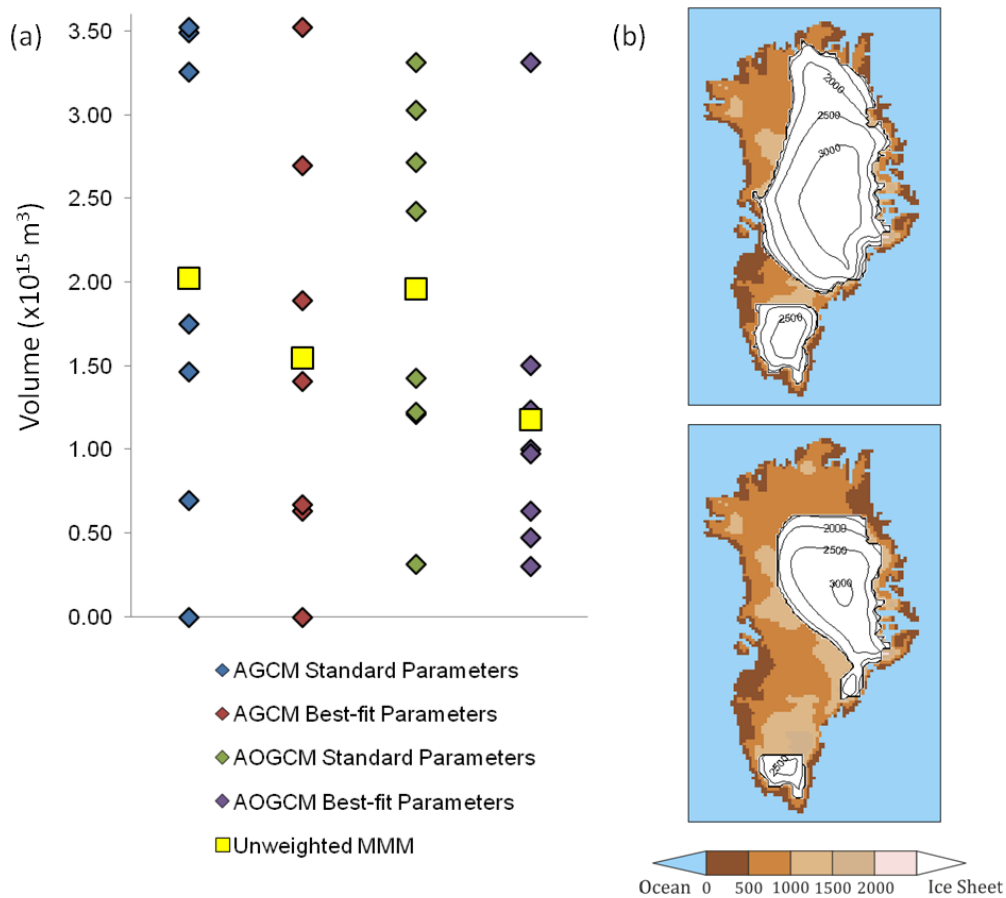 (a)
Volume (x10¹⁵ m³)
3.50
3.00
2.50
2.00
1.50
1.00
0.50
0.00
AGCM Standard Parameters
AGCM Best-fit Parameters
AOGCM Standard Parameters
AOGCM Best-fit Parameters
Unweighted MMM
(b)
2000
2500
3000
2500
2000
2500
3000
2500
Ocean 0 500 1000 1500 2000 Ice Sheet